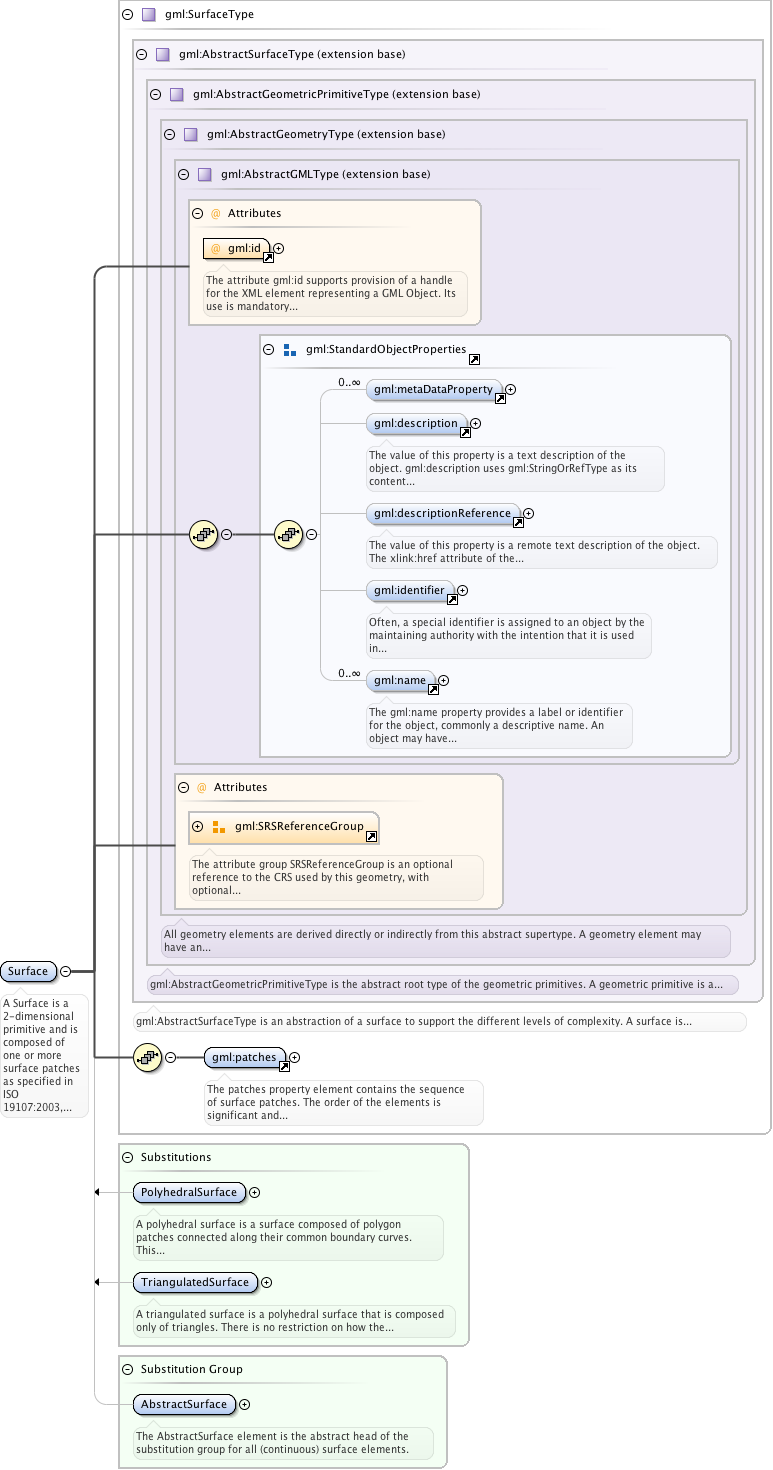 gml:SurfaceType
gml:AbstractSurfaceType (extension base)
gml:AbstractGeometricPrimitiveType (extension base)
gml:AbstractGeometryType (extension base)
gml:AbstractGMLType (extension base)
@ Attributes
@ gml:id
The attribute gml:id supports provision of a handle
for the XML element representing a GML Object. Its
use is mandatory...
gml:StandardObjectProperties
0..∞
gml:metaDataProperty
gml:description
The value of this property is a text description of the
object. gml:description uses gml:StringOrRefType as its
content...
gml:descriptionReference
The value of this property is a remote text description of the object.
The xlink:href attribute of the...
gml:identifier
Often, a special identifier is assigned to an object by the
maintaining authority with the intention that it is used
in...
0..∞
gml:name
The gml:name property provides a label or identifier
for the object, commonly a descriptive name. An
object may have...
@ Attributes
gml:SRSReferenceGroup
The attribute group SRSReferenceGroup is an optional
reference to the CRS used by this geometry, with
optional...
All geometry elements are derived directly or indirectly from this abstract supertype. A geometry element may
have an...
gml:AbstractGeometricPrimitiveType is the abstract root type of the geometric primitives. A geometric primitive is a...
gml:AbstractSurfaceType is an abstraction of a surface to support the different levels of complexity. A surface is...
Surface
A Surface is a
2-dimensional
primitive and is
composed of
one or more
surface patches
as specified in
ISO
19107:2003,...
gml:patches
The patches property element contains the sequence
of surface patches. The order of the elements is
significant and...
Substitutions
PolyhedralSurface
A polyhedral surface is a surface composed of polygon
patches connected along their common boundary curves.
This...
TriangulatedSurface
A triangulated surface is a polyhedral surface that is composed
only of triangles. There is no restriction on how the...
Substitution Group
AbstractSurface
The AbstractSurface element is the abstract head of the
substitution group for all (continuous) surface elements.